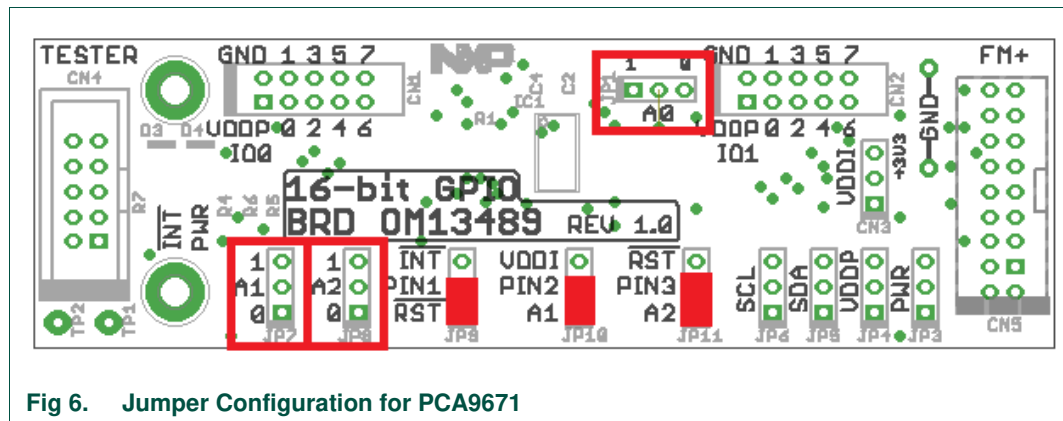 TESTER
GND 1 3 5 7
NXP
1 0
GND 1 3 5 7
FM+
CN4
CN1
C4
C2
JP1
CN2
IC1
A0
R1
D3 D4
VDDP 0 2 4 6
VDDP 0 2 4 6
GND
IO0
IO1
VDDI
+3V3
R7
16-bit GPIO
R4
R6
R5
INT
PWR
BRD OM13489 REV 1.0
CN3
1
A1
0
1
A2
0
INT
PIN1
RST
VDDI
PIN2
A1
RST
PIN3
A2
SCL
SDA
VDDP
PWR
TP2
TP1
JP7
JP8
JP9
JP10
JP11
JP6
JP5
JP4
JP3
CN5
Fig 6. Jumper Configuration for PCA9671